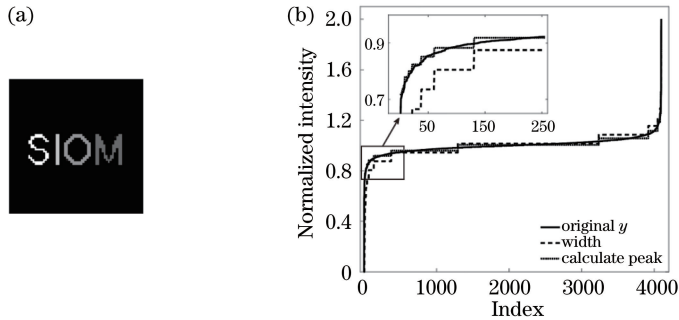 (a)
SIOM
(b)
Normalized intensity
2.0
1.6
1.2
0.8
0.4
0
0.9
0.7
50
150
250
original y
width
calculate peak
0
1000
2000
3000
4000
Index